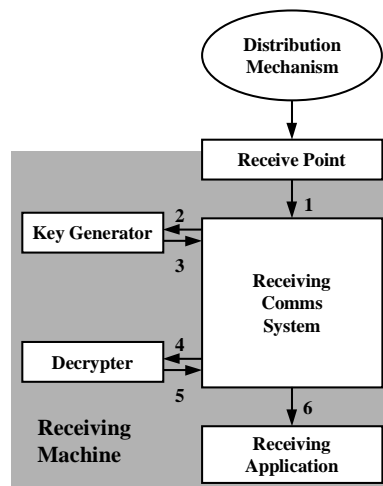 Distribution
Mechanism
Receive Point
1
2
Key Generator
3
Receiving
Comms
System
4
Decrypter
5
6
Receiving
Machine
Receiving
Application